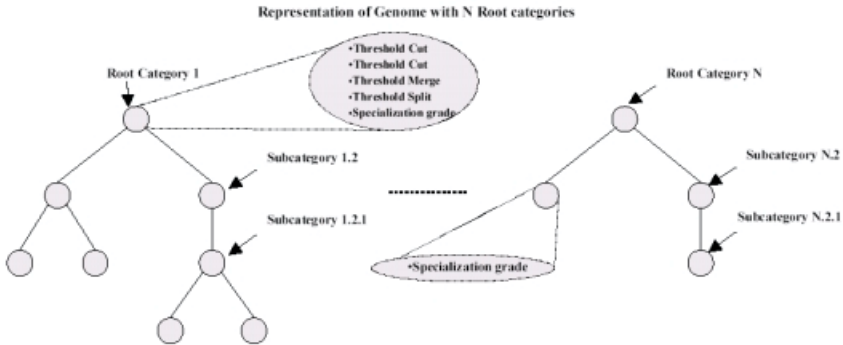 Representation of Genome with N Root categories
•Threshold Cut
•Threshold Cut
•Threshold Merge
•Threshold Split
•Specialization grade
Root Category 1
Root Category N
Subcategory 1.2
Subcategory N.2
Subcategory 1.2.1
Subcategory N.2.1
•Specialization grade